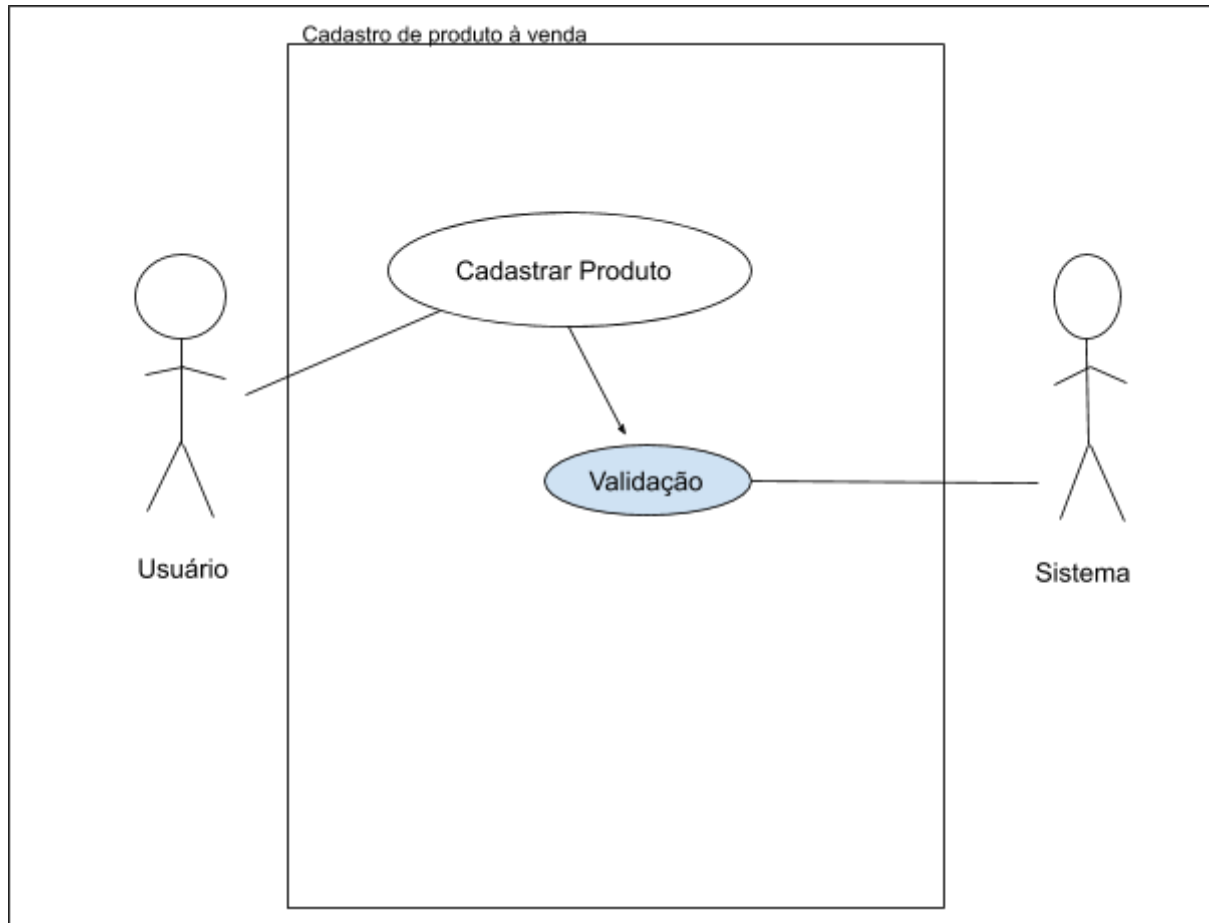 Cadastro de produto à venda
Cadastrar Produto
Validação
Usuário
Sistema